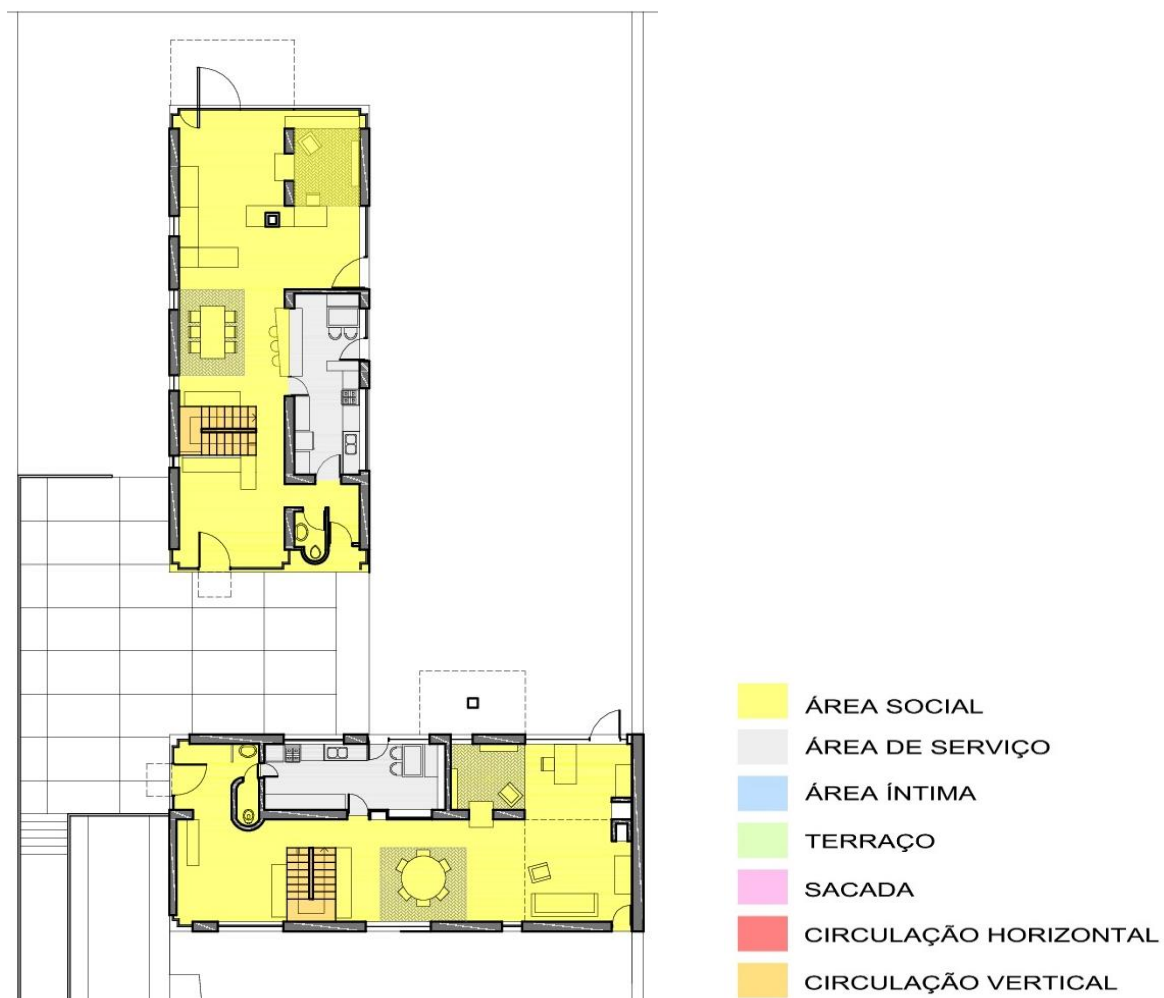 ÁREA SOCIAL
ÁREA DE SERVIÇO
ÁREA ÍNTIMA
TERRAÇO
SACADA
CIRCULAÇÃO HORIZONTAL
CIRCULAÇÃO VERTICAL